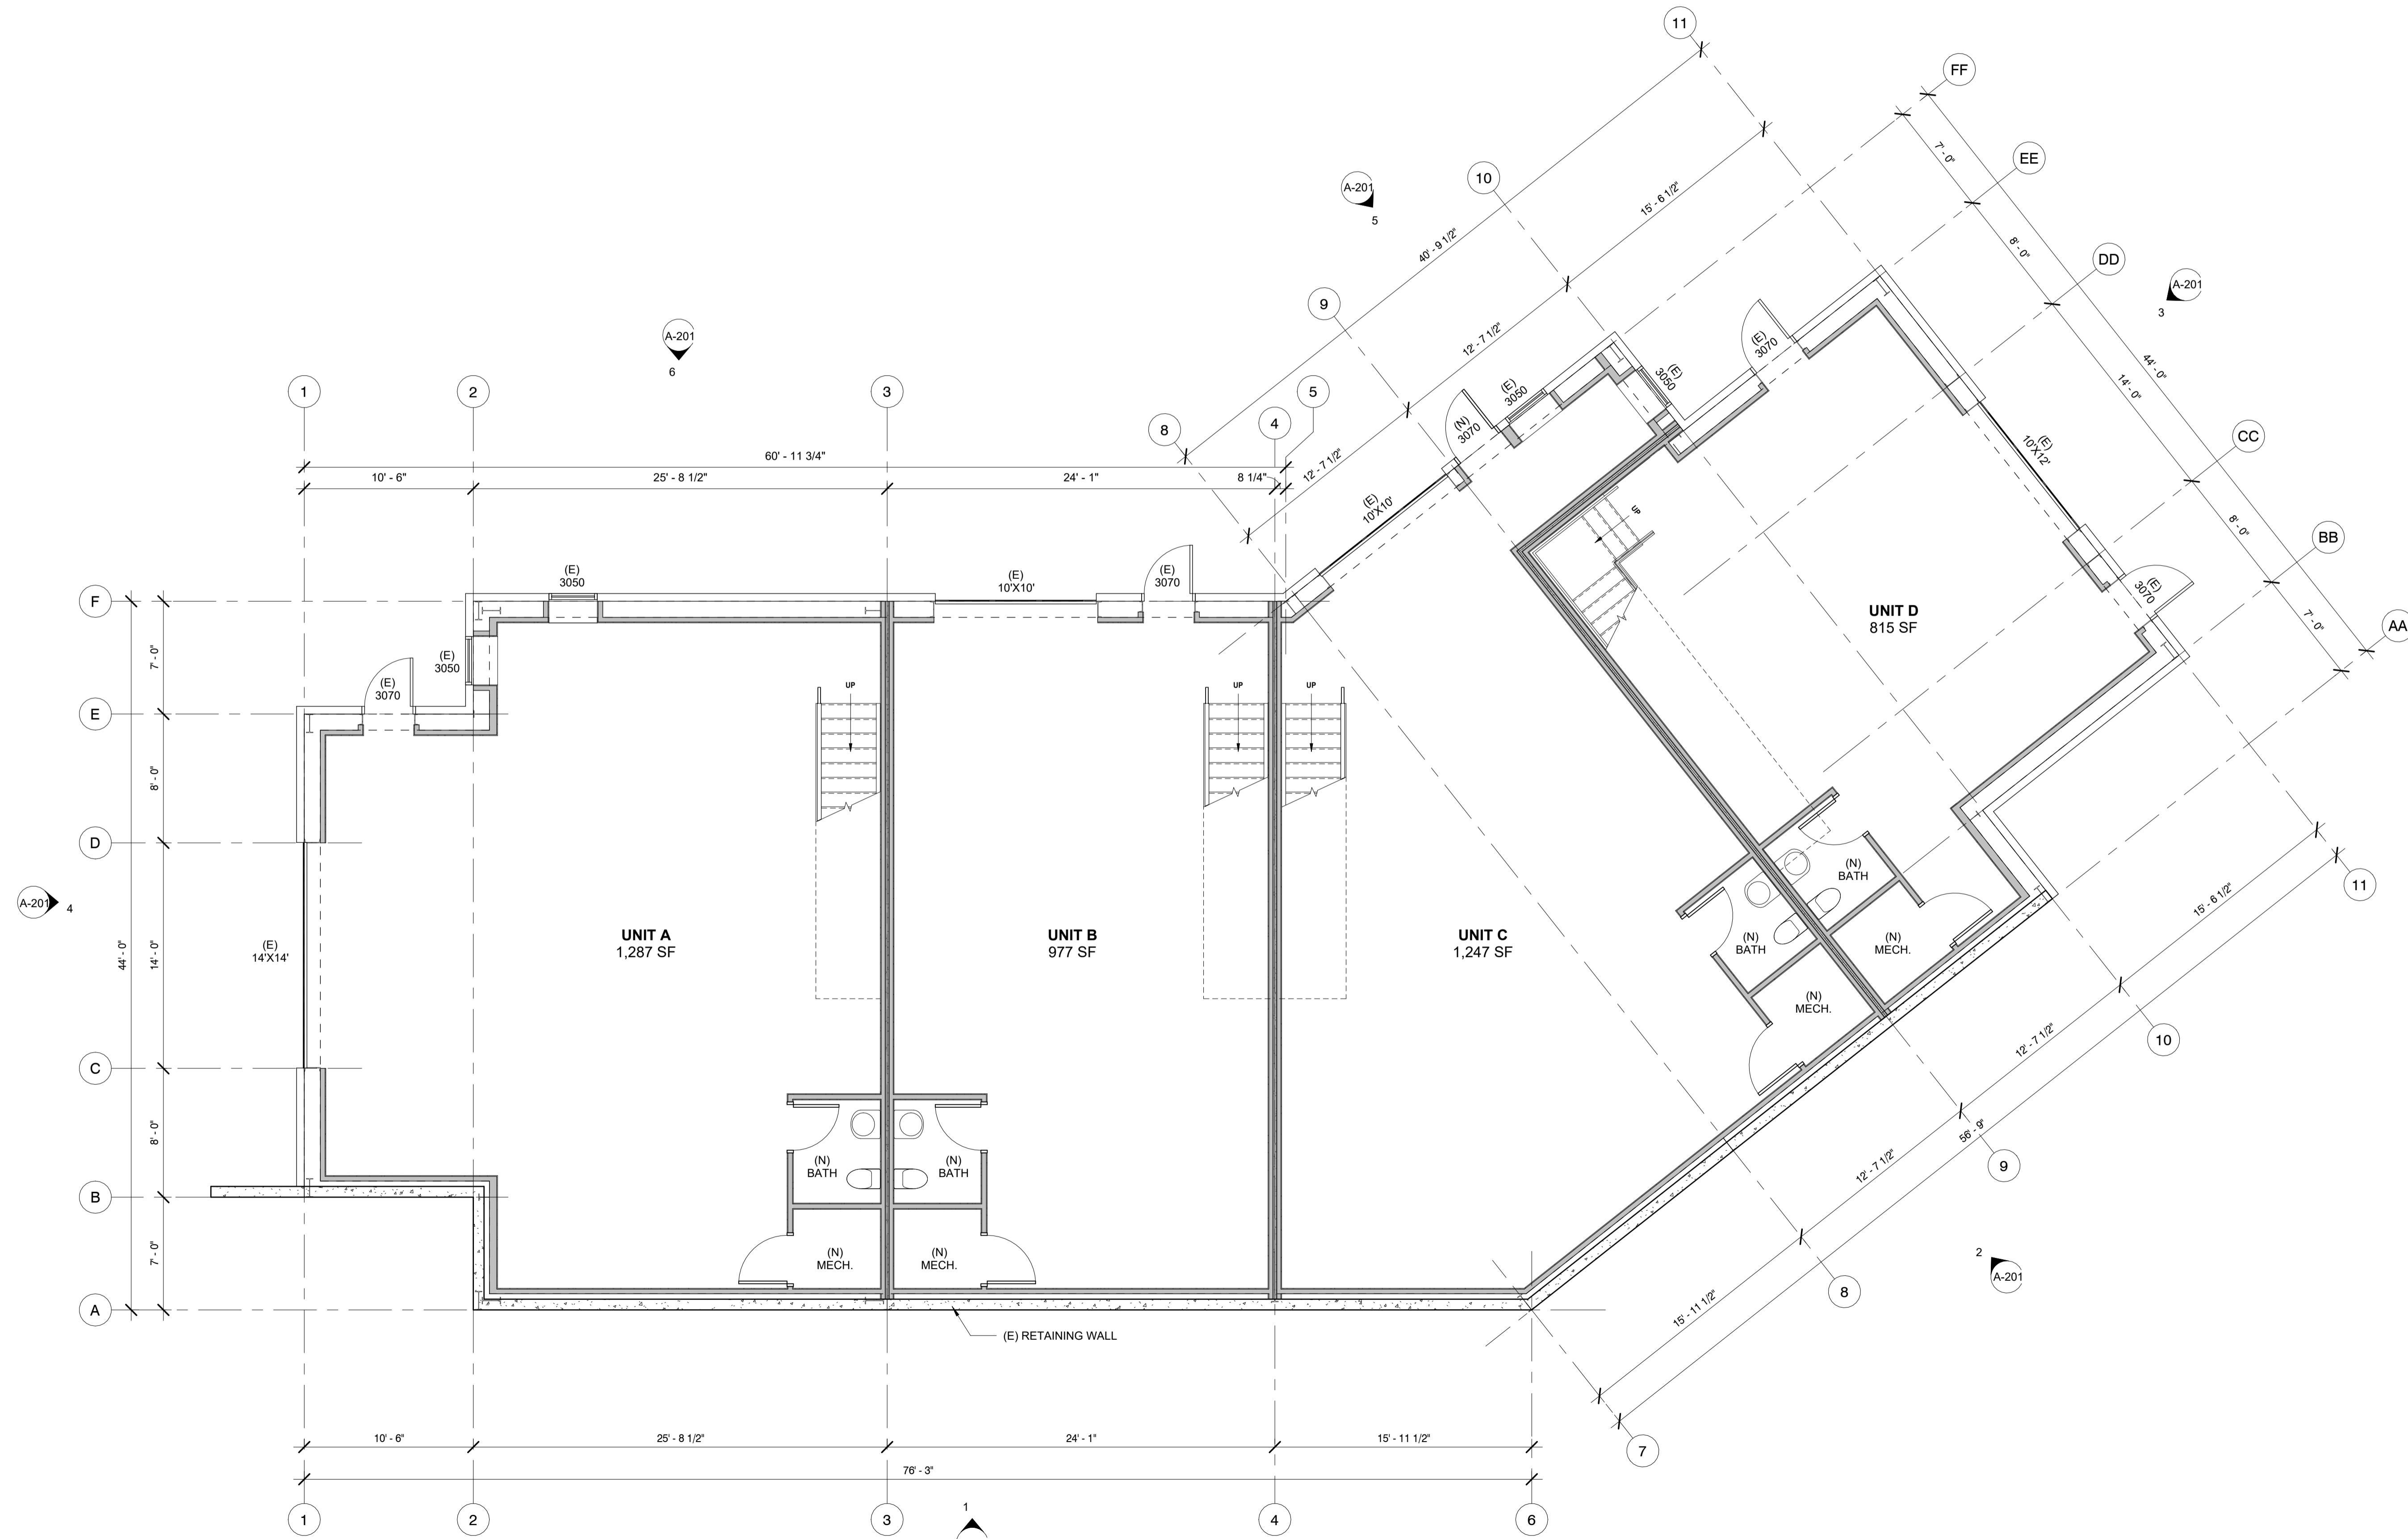 11
FF
7' - 0"
EE
10
A-201
5
15' - 6 1/2"
8' - 0"
40' - 9 1/2"
DD
A-201
3
9
12' - 7 1/2"
44' - 0"
14' - 0"
A-201
6
(E)
3070
1
2
3
5
4
8
(E)
3050
(E)
3050
(N)
3070
CC
(E)
10'X12'
60' - 11 3/4"
10' - 6"
25' - 8 1/2"
24' - 1"
8 1/4"
12' - 7 1/2"
(E)
10'X10'
8' - 0"
UP
BB
(E)
3050
(E)
10'X10'
(E)
3070
(E)
3070
F
UNIT D
815 SF
7' - 0"
AA
7' - 0"
(E)
3050
(E)
3070
UP
UP
UP
E
8' - 0"
D
(N)
BATH
11
15' - 6 1/2"
A-201
4
44' - 0"
14' - 0"
(E)
14'X14'
UNIT A
1,287 SF
UNIT B
977 SF
UNIT C
1,247 SF
(N)
BATH
(N)
MECH.
(N)
MECH.
12' - 7 1/2"
10
C
8' - 0"
(N)
BATH
(N)
BATH
56' - 9"
12' - 7 1/2"
9
B
7' - 0"
(N)
MECH.
(N)
MECH.
2
A-201
8
A
15' - 11 1/2"
(E) RETAINING WALL
10' - 6"
25' - 8 1/2"
24' - 1"
15' - 11 1/2"
7
76' - 3"
1
1
2
3
4
6